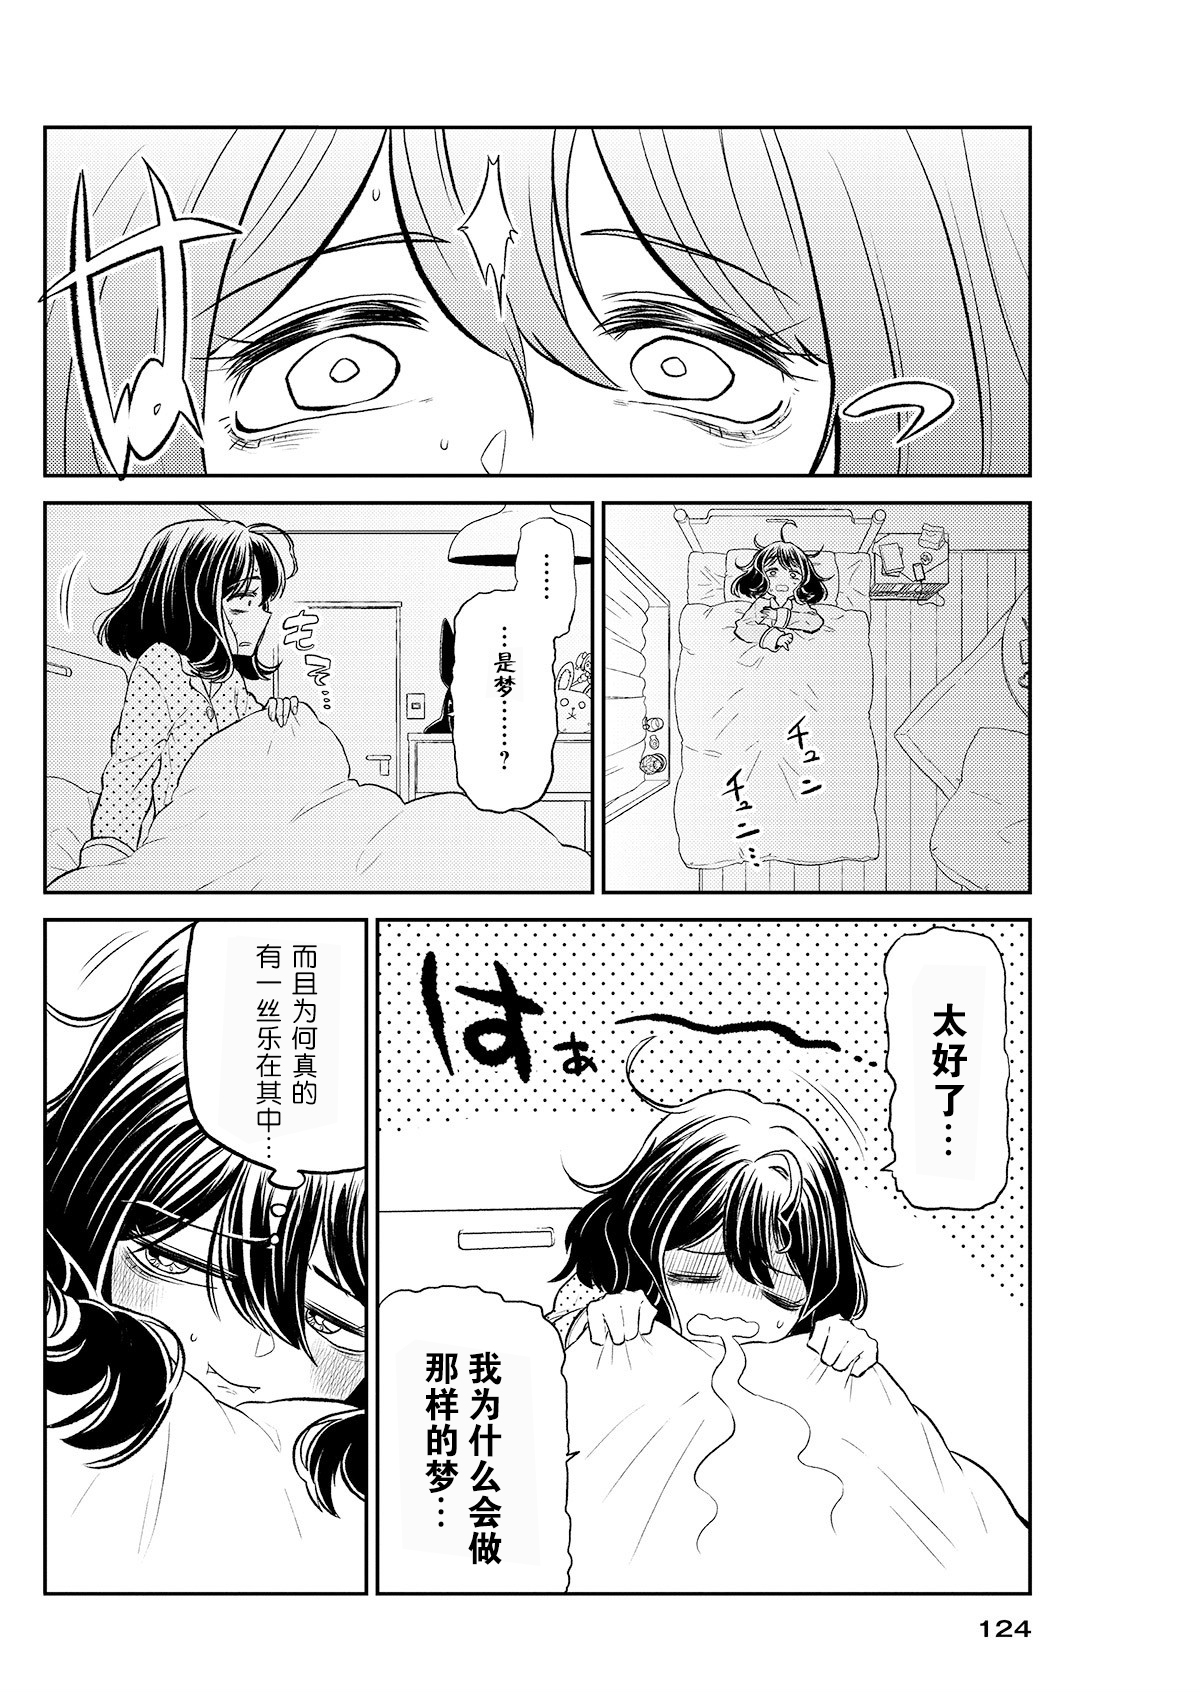 はっ
チュン
チュン…
モぞ…
……
…是梦……?
太好了…
はぁ～…
我为什么会做
那样的梦…
而且为何真的
有一丝乐在其中…
124